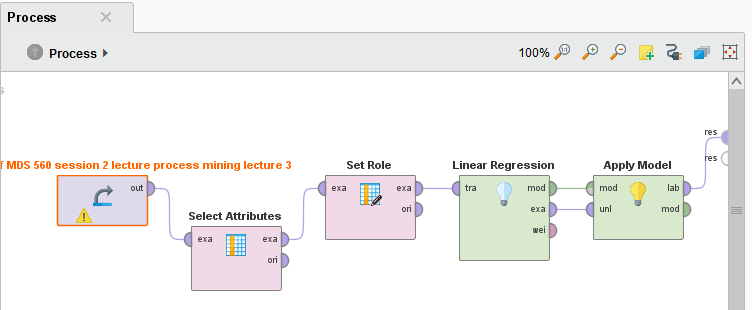 Process
Process
100%
res
res
f MDS 560 session 2 lecture process mining lecture 3
out
Select Attributes
exa
exa
ori
Set Role
exa
exa
ori
Linear Regression
tra
mod
exa
wei
Apply Model
mod
lab
unl
mod